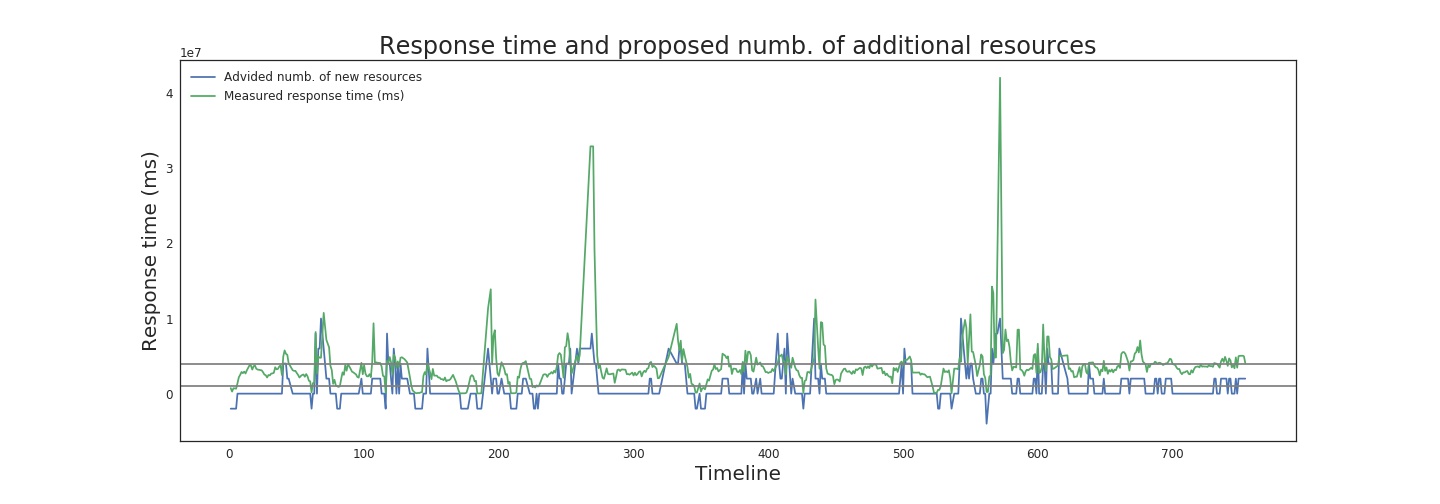 Response time and proposed numb. of additional resources
1e7
Advided numb. of new resources
Measured response time (ms)
4
3
2
1
0
Response time (ms)
0 100 200 300 400 500 600 700
Timeline